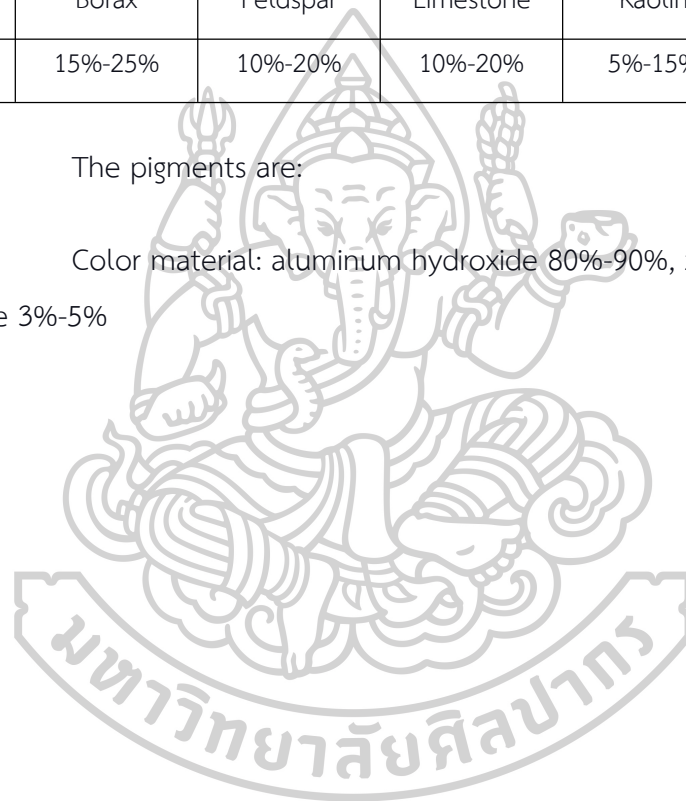 Borax Feldspar Limestone Kaolin
15%-25% 10%-20% 10%-20% 5%-15%
The pigments are:
Color material: aluminum hydroxide 80%-90%,
3%-5%
มหาวิทยาลัยศิลปากร